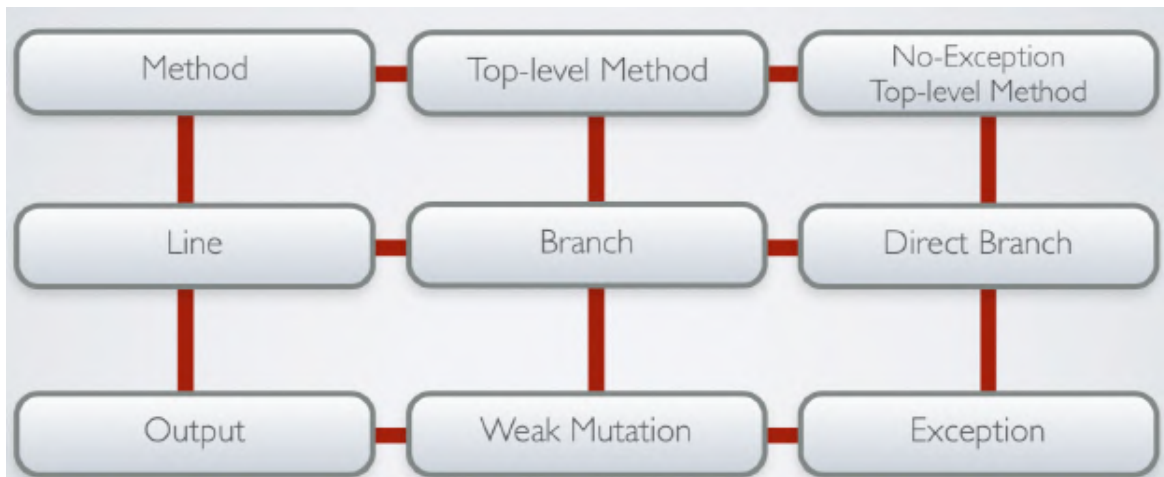 Method
Top-level Method
No-Exception
Top-level Method
Line
Branch
Direct Branch
Output
Weak Mutation
Exception